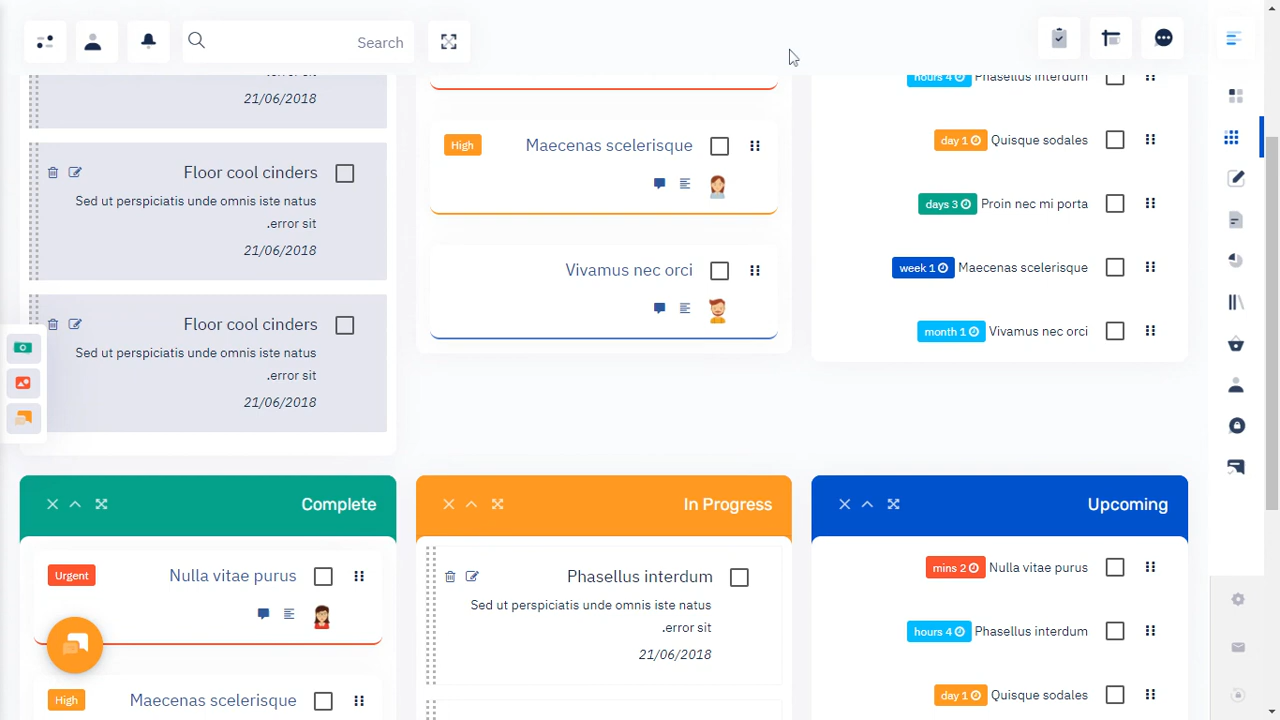 Search
error sit.
21/06/2018
Floor cool cinders
Sed ut perspiciatis unde omnis iste natus
error sit.
21/06/2018
Floor cool cinders
Sed ut perspiciatis unde omnis iste natus
error sit.
21/06/2018
High
Maecenas scelerisque
Vivamus nec orci
hours 4 Phasellus interdum
day 1 Quisque sodales
days 3 Proin nec mi porta
week 1 Maecenas scelerisque
month 1 Vivamus nec orci
Complete
Urgent
Nulla vitae purus
High
Maecenas scelerisque
In Progress
Phasellus interdum
Sed ut perspiciatis unde omnis iste natus
error sit.
21/06/2018
Upcoming
mins 2 Nulla vitae purus
hours 4 Phasellus interdum
day 1 Quisque sodales